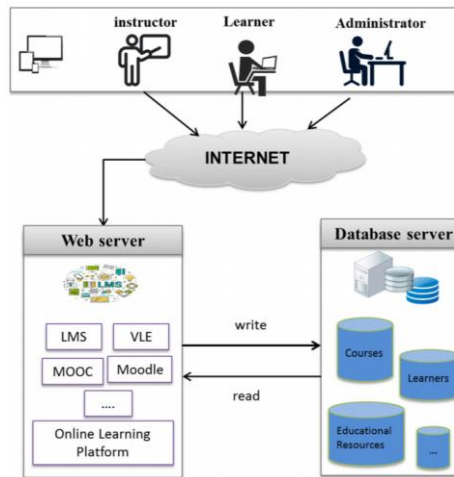 instructor
Learner
Administrator
INTERNET
Web server
Database server
LMS
LMS
VLE
MOOC
Moodle
....
Online Learning
Platform
write
read
Courses
Learners
Educational
Resources
...